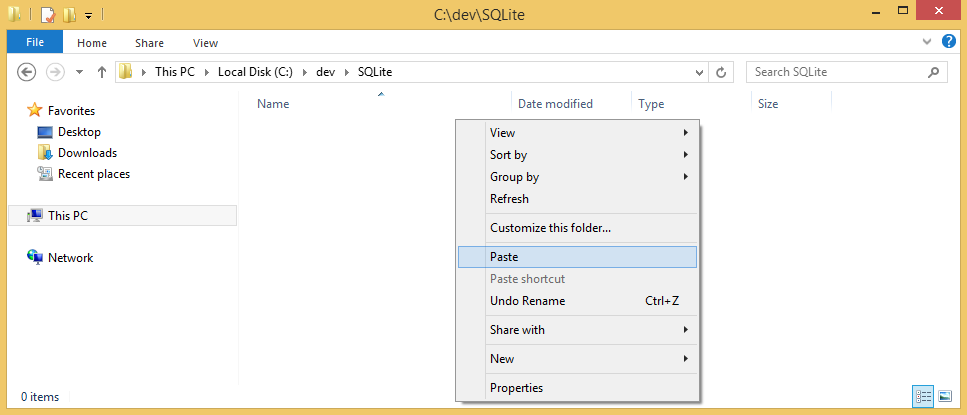 C:\dev\SQLite
File Home Share View
This PC Local Disk (C:) dev SQLite Search SQLite
Name Date modified Type Size
Favorites
Desktop
Downloads
Recent places
This PC
Network
View
Sort by
Group by
Refresh
Customize this folder...
Paste
Paste shortcut
Undo Rename Ctrl+Z
Share with
New
Properties
0 items